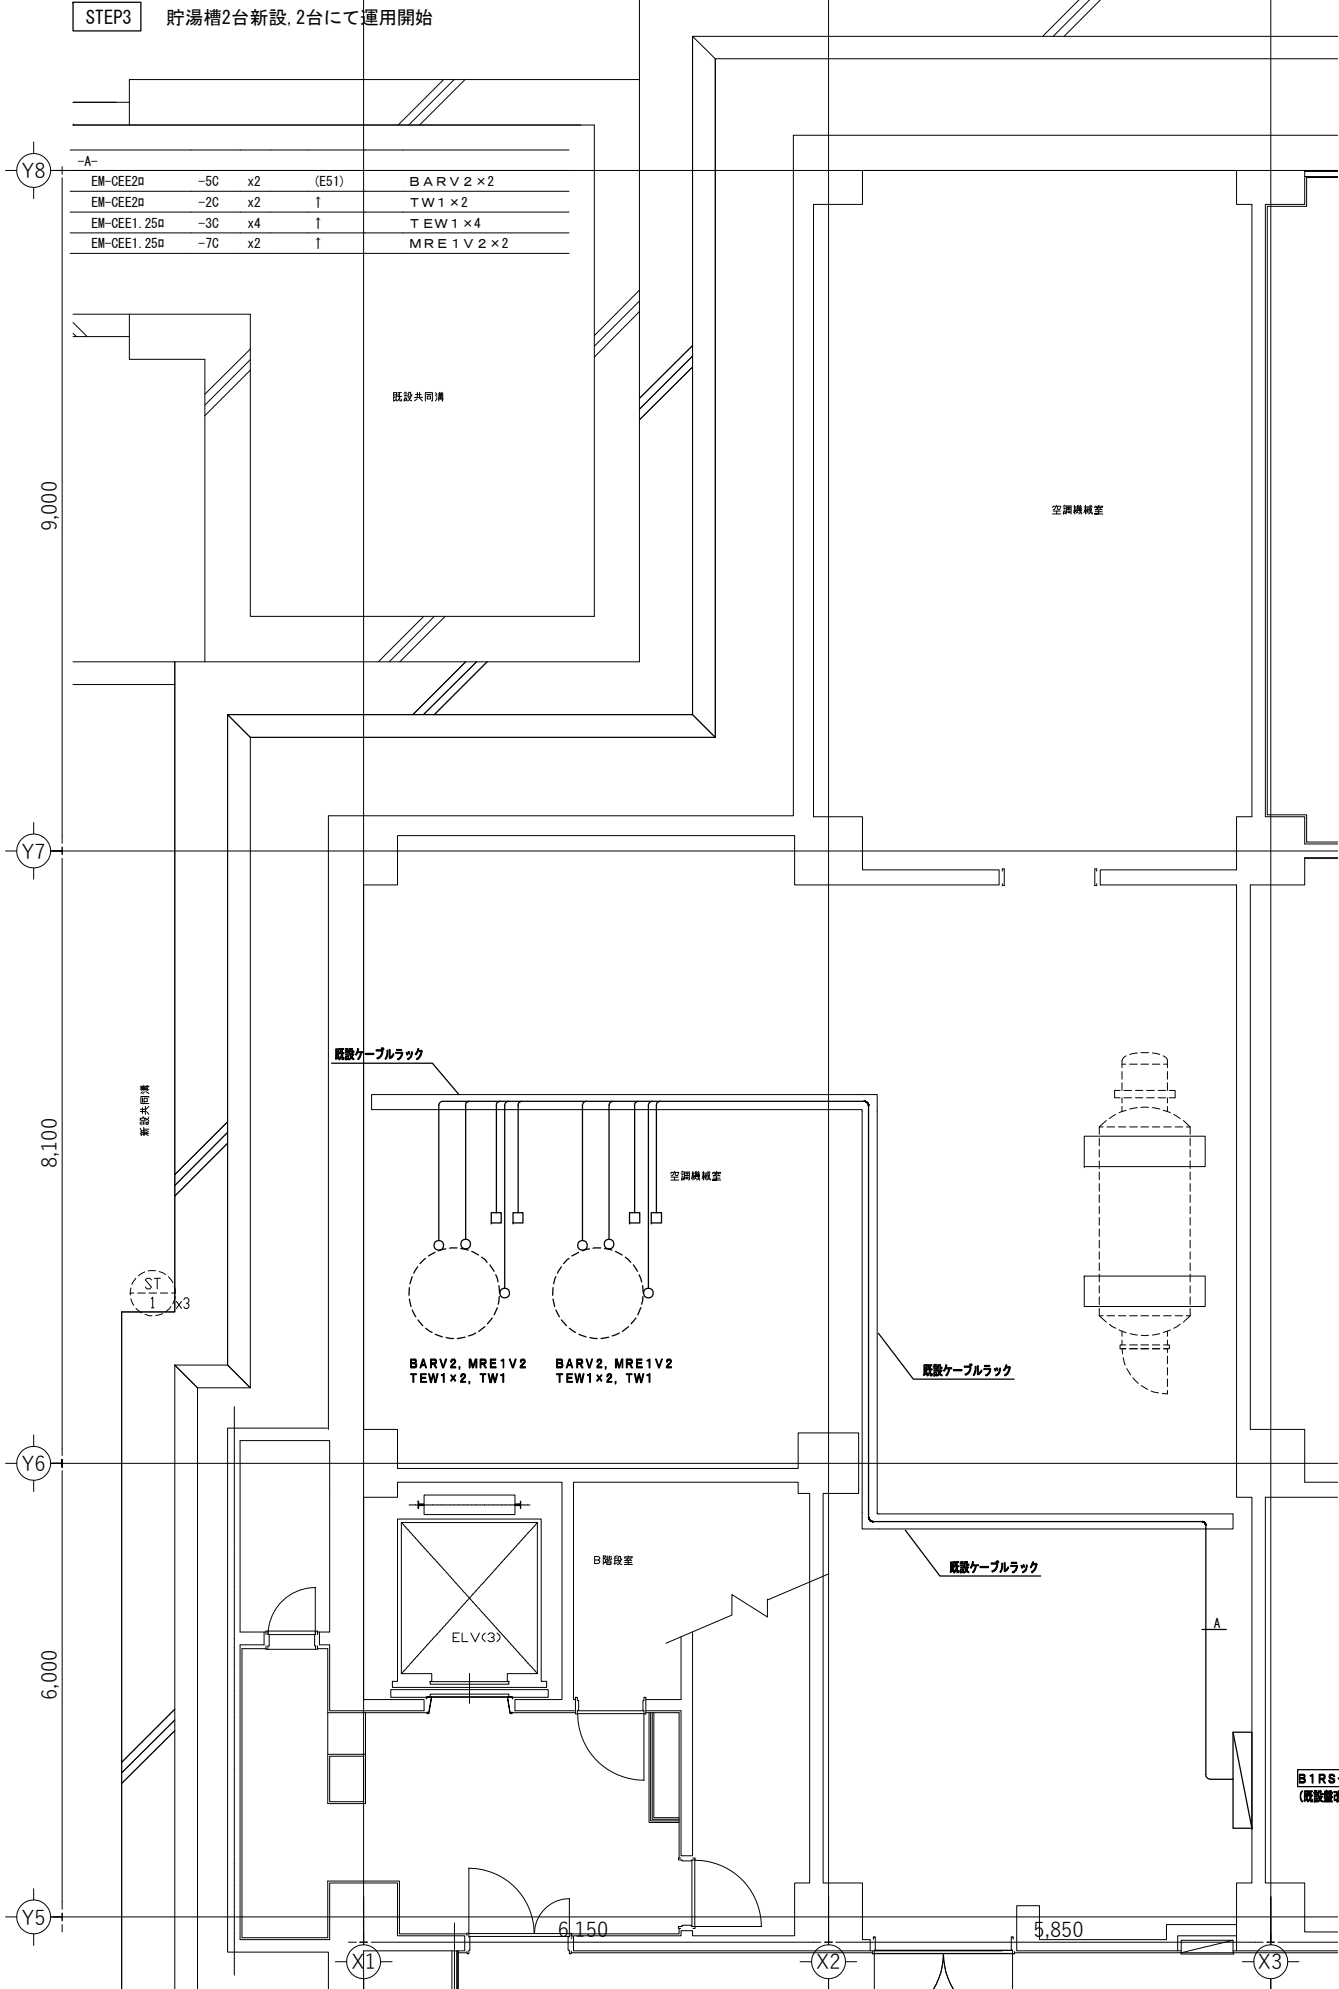 STEP3 貯湯槽2台新設,2台にて運用開始
-A-
EM-CEE2□ -5C x2 (E51) BARV2×2
EM-CEE2□ -2C x2 ↑ TW1×2
EM-CEE1.25□ -3C x4 ↑ TEW1×4
EM-CEE1.25□ -7C x2 ↑ MRE1V2×2
Y8
既設共同溝
9,000
空調機械室
Y7
既設ケーブルラック
新設共同溝
8,100
空調機械室
ST
1 x3
BARV2, MRE1V2
TEW1×2, TW1
BARV2, MRE1V2
TEW1×2, TW1
既設ケーブルラック
Y6
B階段室
既設ケーブルラック
ELV(3)
A
6,000
B1RS
(既設盤
Y5
6,150
5,850
X1
X2
X3